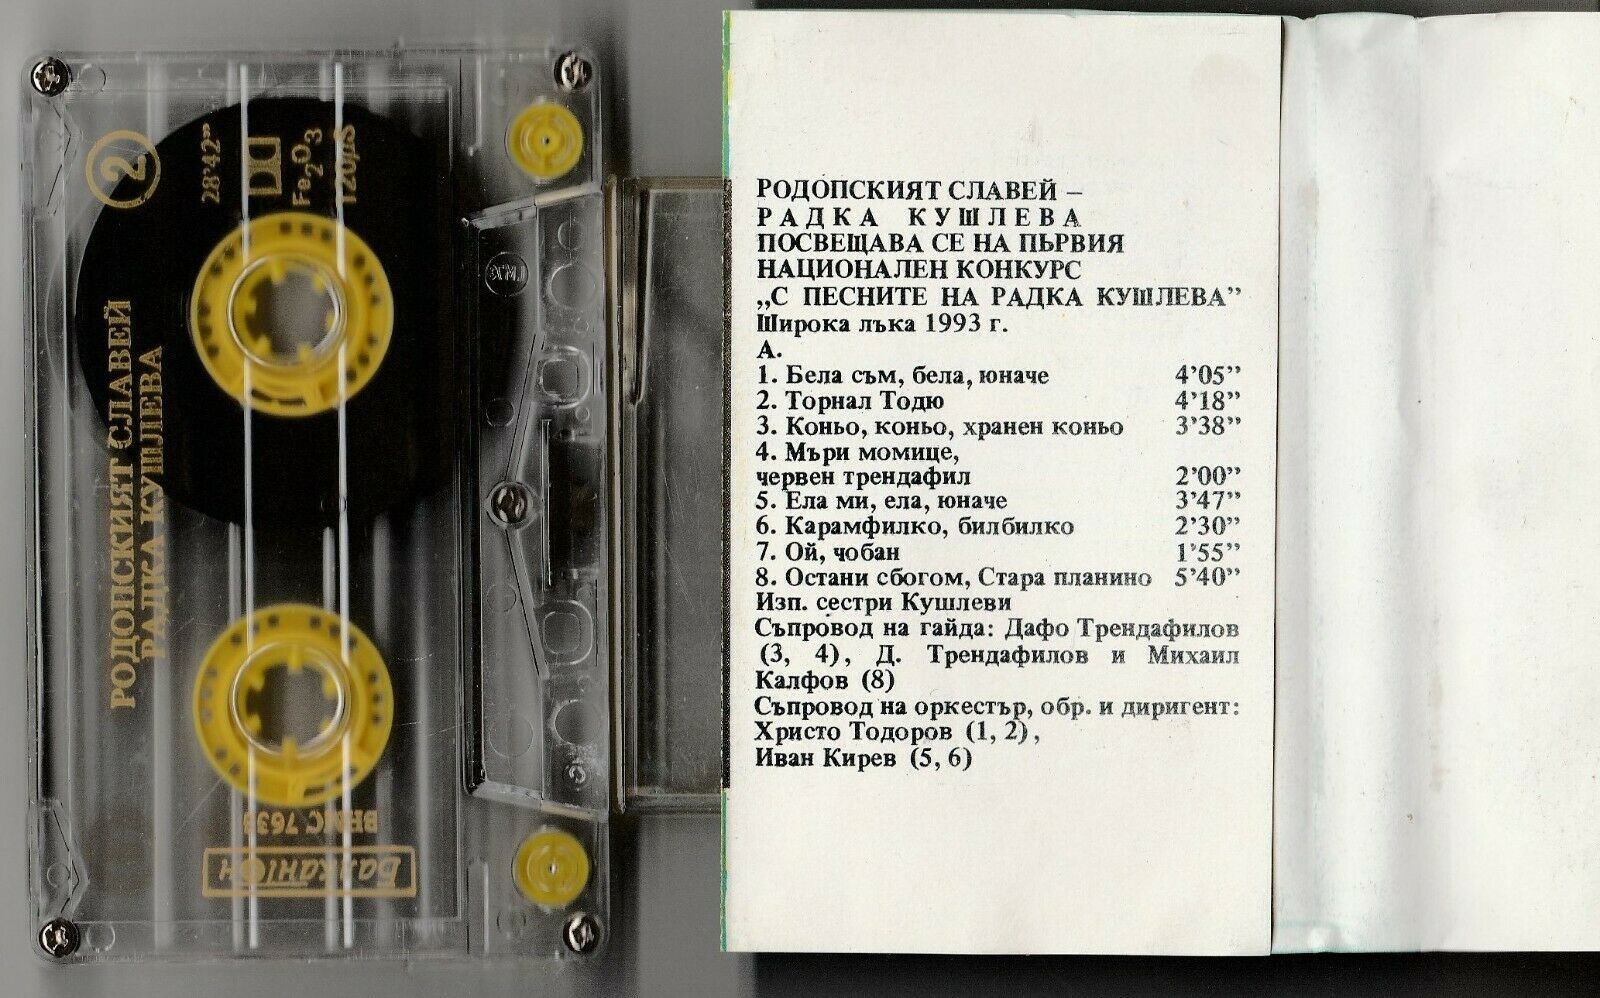 2
28'42"
Fe2O3
120μS
РОДОПСКИЯТ СЛАВЕЙ
РАДКА КУШЛЕВА
Балкантон
РОДОПСКИЯТ СЛАВЕЙ –
РАДКА КУШЛЕВА
ПОСВЕЩАВА СЕ НА ПЪРВИЯ
НАЦИОНАЛЕН КОНКУРС
„С ПЕСНИТЕ НА РАДКА КУШЛЕВА”
Широка лъка 1993 г.
А.
1. Бела съм, бела, юначе 4’05”
2. Торнал Тодю 4’18”
3. Коньо, коньо, хранен коньо 3’38”
4. Мъри момице,
червен трендафил 2’00”
5. Ела ми, ела, юначе 3’47”
6. Карамфилко, билбилко 2’30”
7. Ой, чобан 1’55”
8. Остани сбогом, Стара планино 5’40”
Изп. сестри Кушлеви
Съпровод на гайда: Дафо Трендафилов
(3, 4), Д. Трендафилов и Михаил
Калфов (8)
Съпровод на оркестър, обр. и диригент:
Христо Тодоров (1, 2),
Иван Кирев (5, 6)